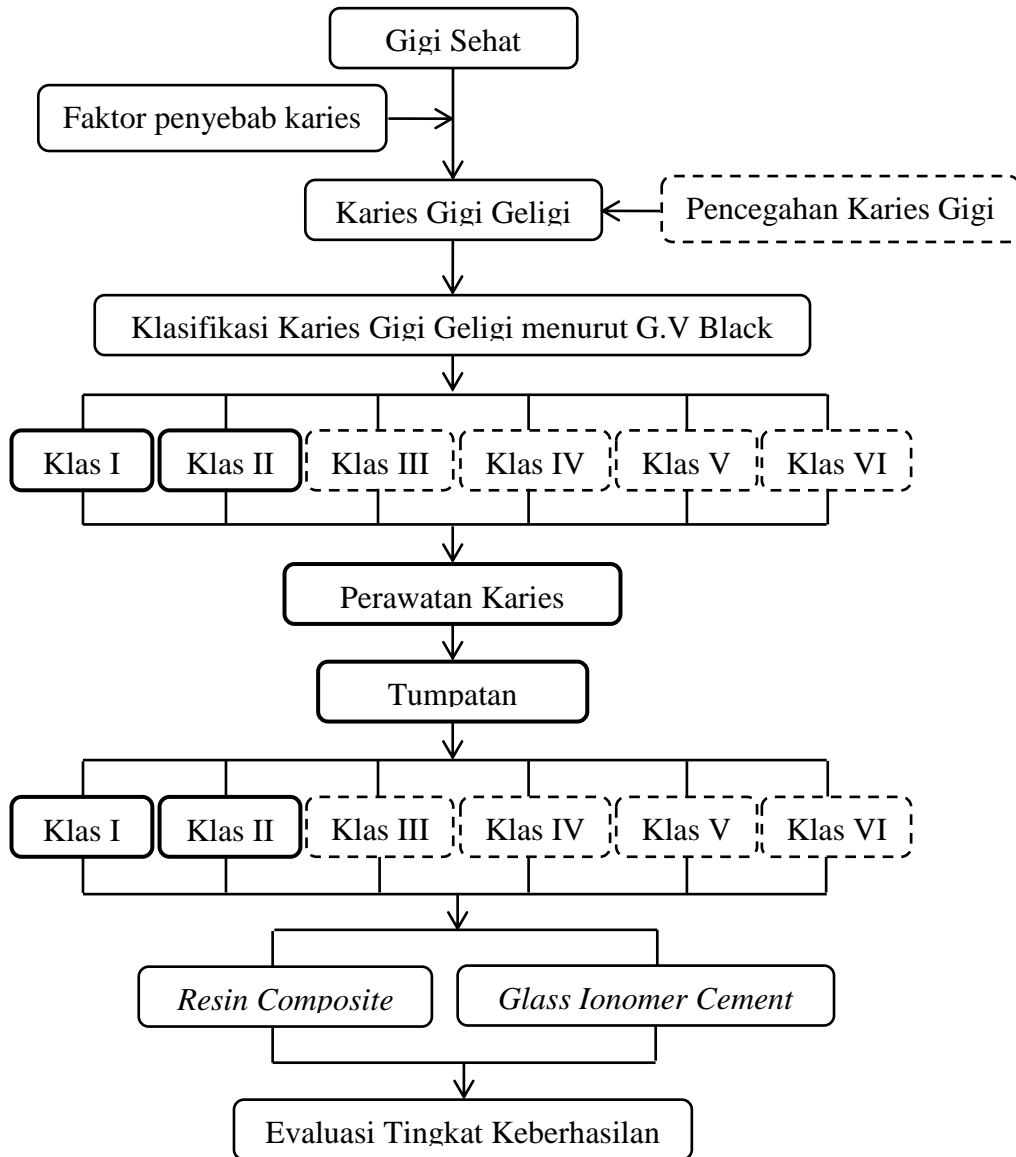 Gigi Sehat
Faktor penyebab karies
Karies Gigi Geligi
Pencegahan Karies Gigi
Klasifikasi Karies Gigi Geligi menurut G.V Black
Klas I
Klas II
Klas III
Klas IV
Klas V
Klas VI
Perawatan Karies
Tumpatan
Klas I
Klas II
Klas III
Klas IV
Klas V
Klas VI
Resin Composite
Glass Ionomer Cement
Evaluasi Tingkat Keberhasilan